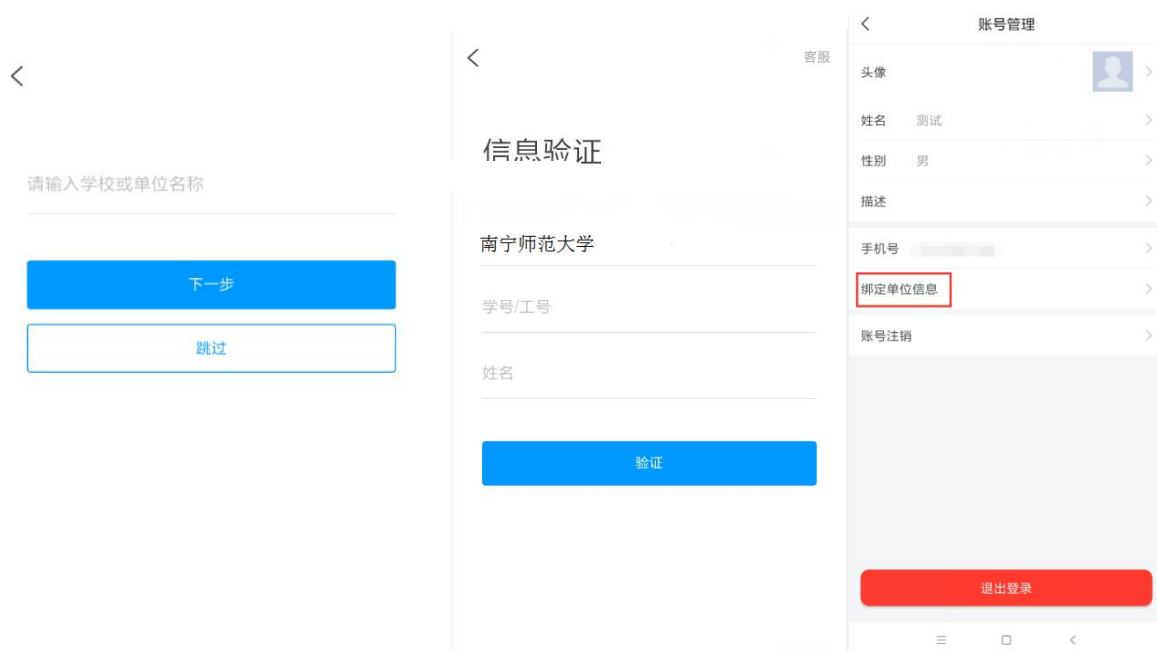 请输入学校或单位名称
下一步
跳过
客服
信息验证
南宁师范大学
学号/工号
姓名
验证
账号管理
头像
姓名 测试
性别 男
描述
手机号
绑定单位信息
账号注销
退出登录